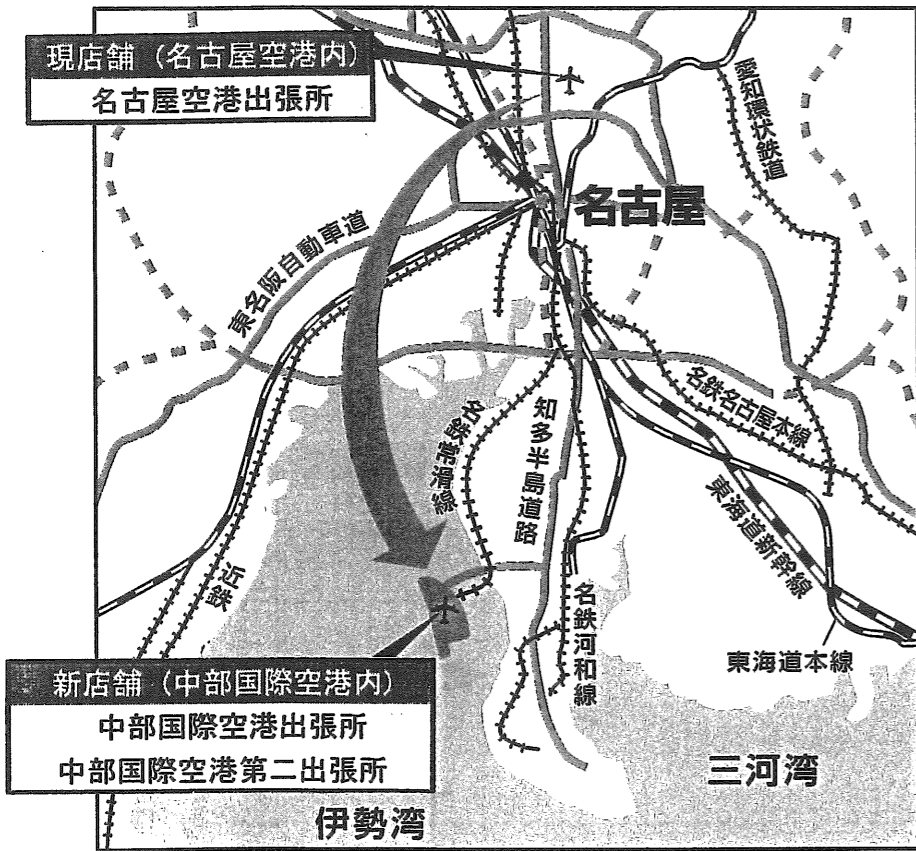 現店舗（名古屋空港内）
名古屋空港出張所
愛知環状鉄道
名古屋
東名阪自動車道
名鉄名古屋本線
知多半島道路
名鉄常滑線
東海道新幹線
近鉄
名鉄河和線
東海道本線
新店舗（中部国際空港内）
中部国際空港出張所
中部国際空港第二出張所
三河湾
伊勢湾